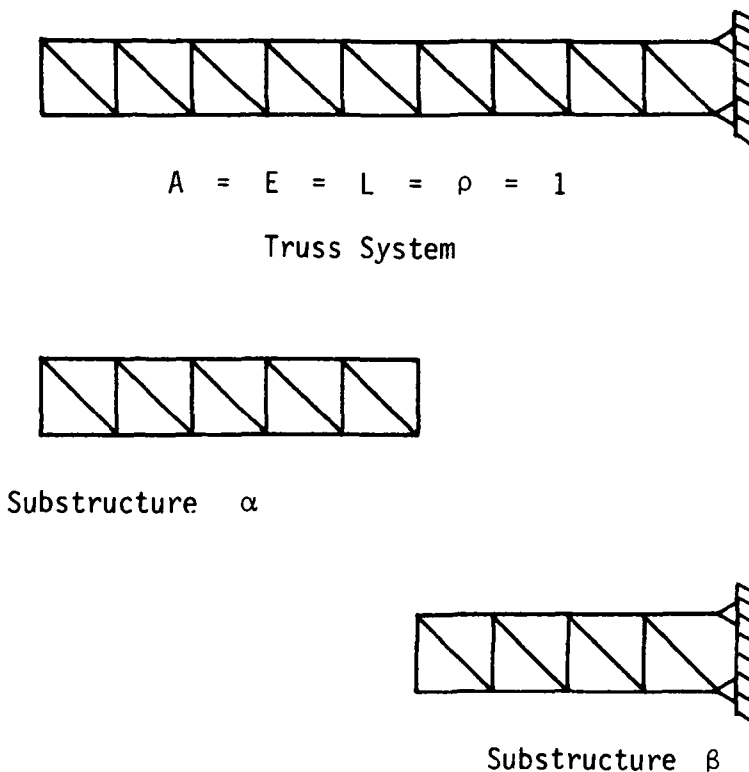 A = E = L = ρ = 1
Truss System
Substructure α
Substructure β